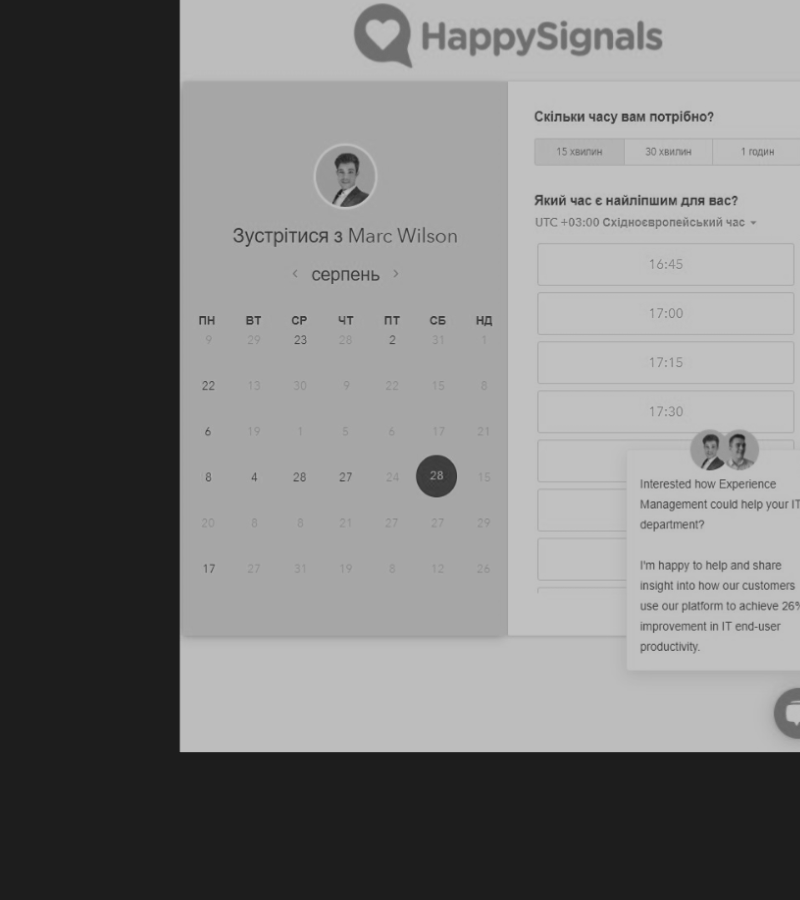 HappySignals
Зустрітися з Marc Wilson
серпень
ПН ВТ СР ЧТ ПТ СБ НД
9 29 23 28 2 31 1
22 13 30 9 22 15 8
6 19 1 5 6 17 21
8 4 28 27 24 28 15
20 8 8 21 27 27 29
17 27 31 19 8 12 26
Скільки часу вам потрібно?
15 хвилин 30 хвилин 1 годин
Який час є найліпшим для вас?
UTC +03:00 Східноєвропейський час
16:45
17:00
17:15
17:30
Interested how Experience
Management could help your IT
department?
I'm happy to help and share
insight into how our customers
use our platform to achieve 26%
improvement in IT end-user
productivity.